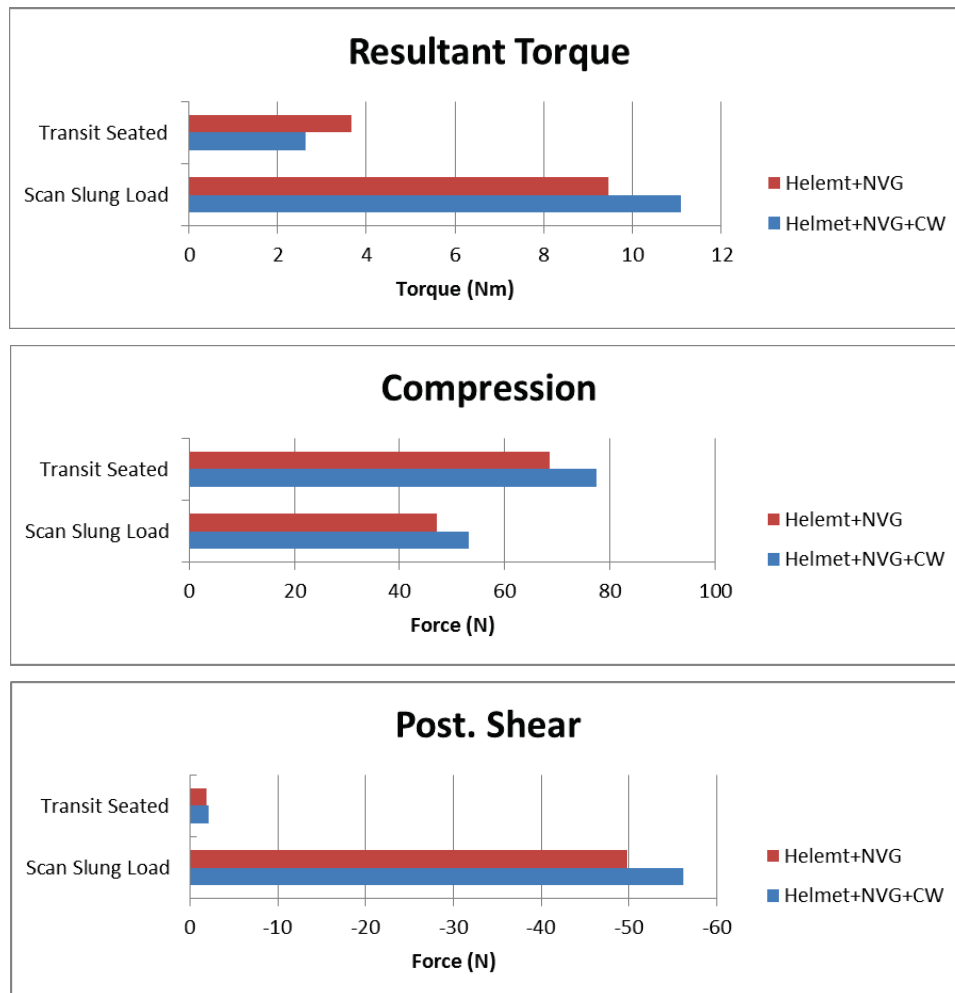 Resultant Torque
Transit Seated
Scan Slung Load
Helemt+NVG
Helmet+NVG+CW
0 2 4 6 8 10 12
Torque (Nm)
Compression
Transit Seated
Scan Slung Load
Helemt+NVG
Helmet+NVG+CW
0 20 40 60 80 100
Force (N)
Post. Shear
Transit Seated
Scan Slung Load
Helemt+NVG
Helmet+NVG+CW
0 -10 -20 -30 -40 -50 -60
Force (N)